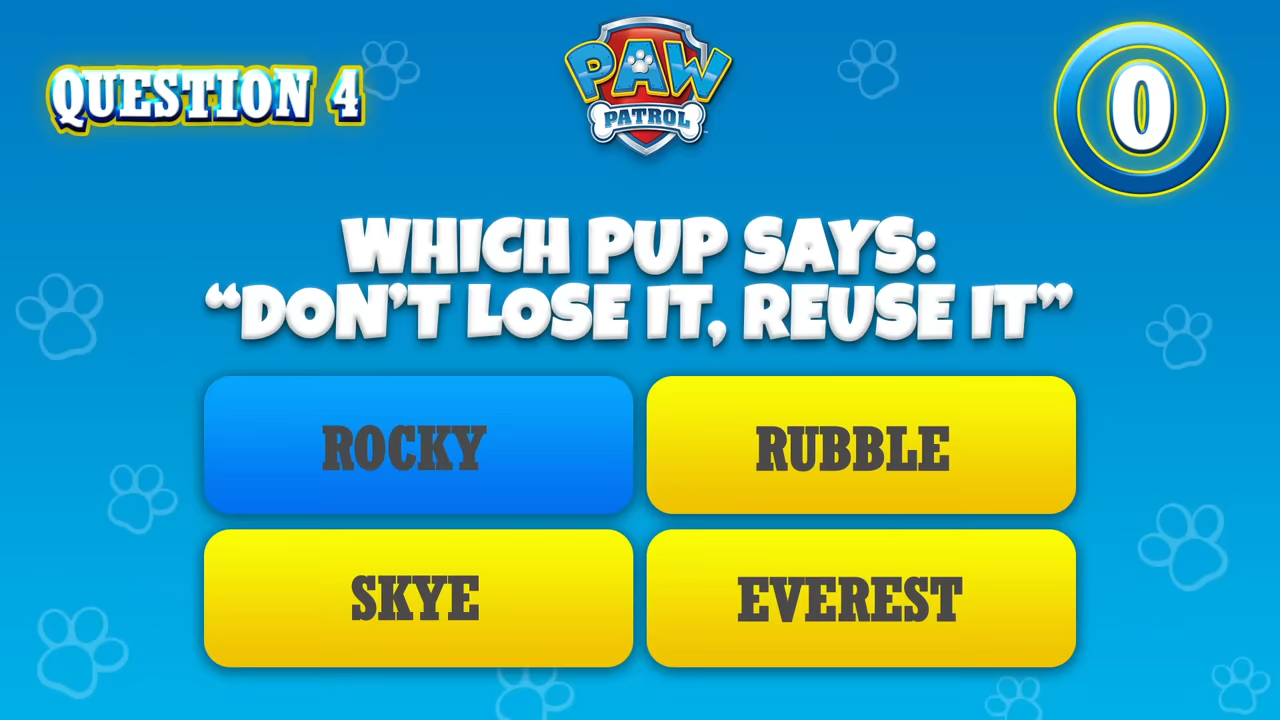 QUESTION 4
PAW
PATROL
0
WHICH PUP SAYS:
“DON’T LOSE IT, REUSE IT”
ROCKY
RUBBLE
SKYE
EVEREST